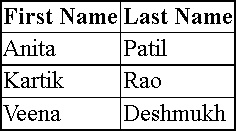 First Name Last Name
Anita Patil
Kartik Rao
Veena Deshmukh